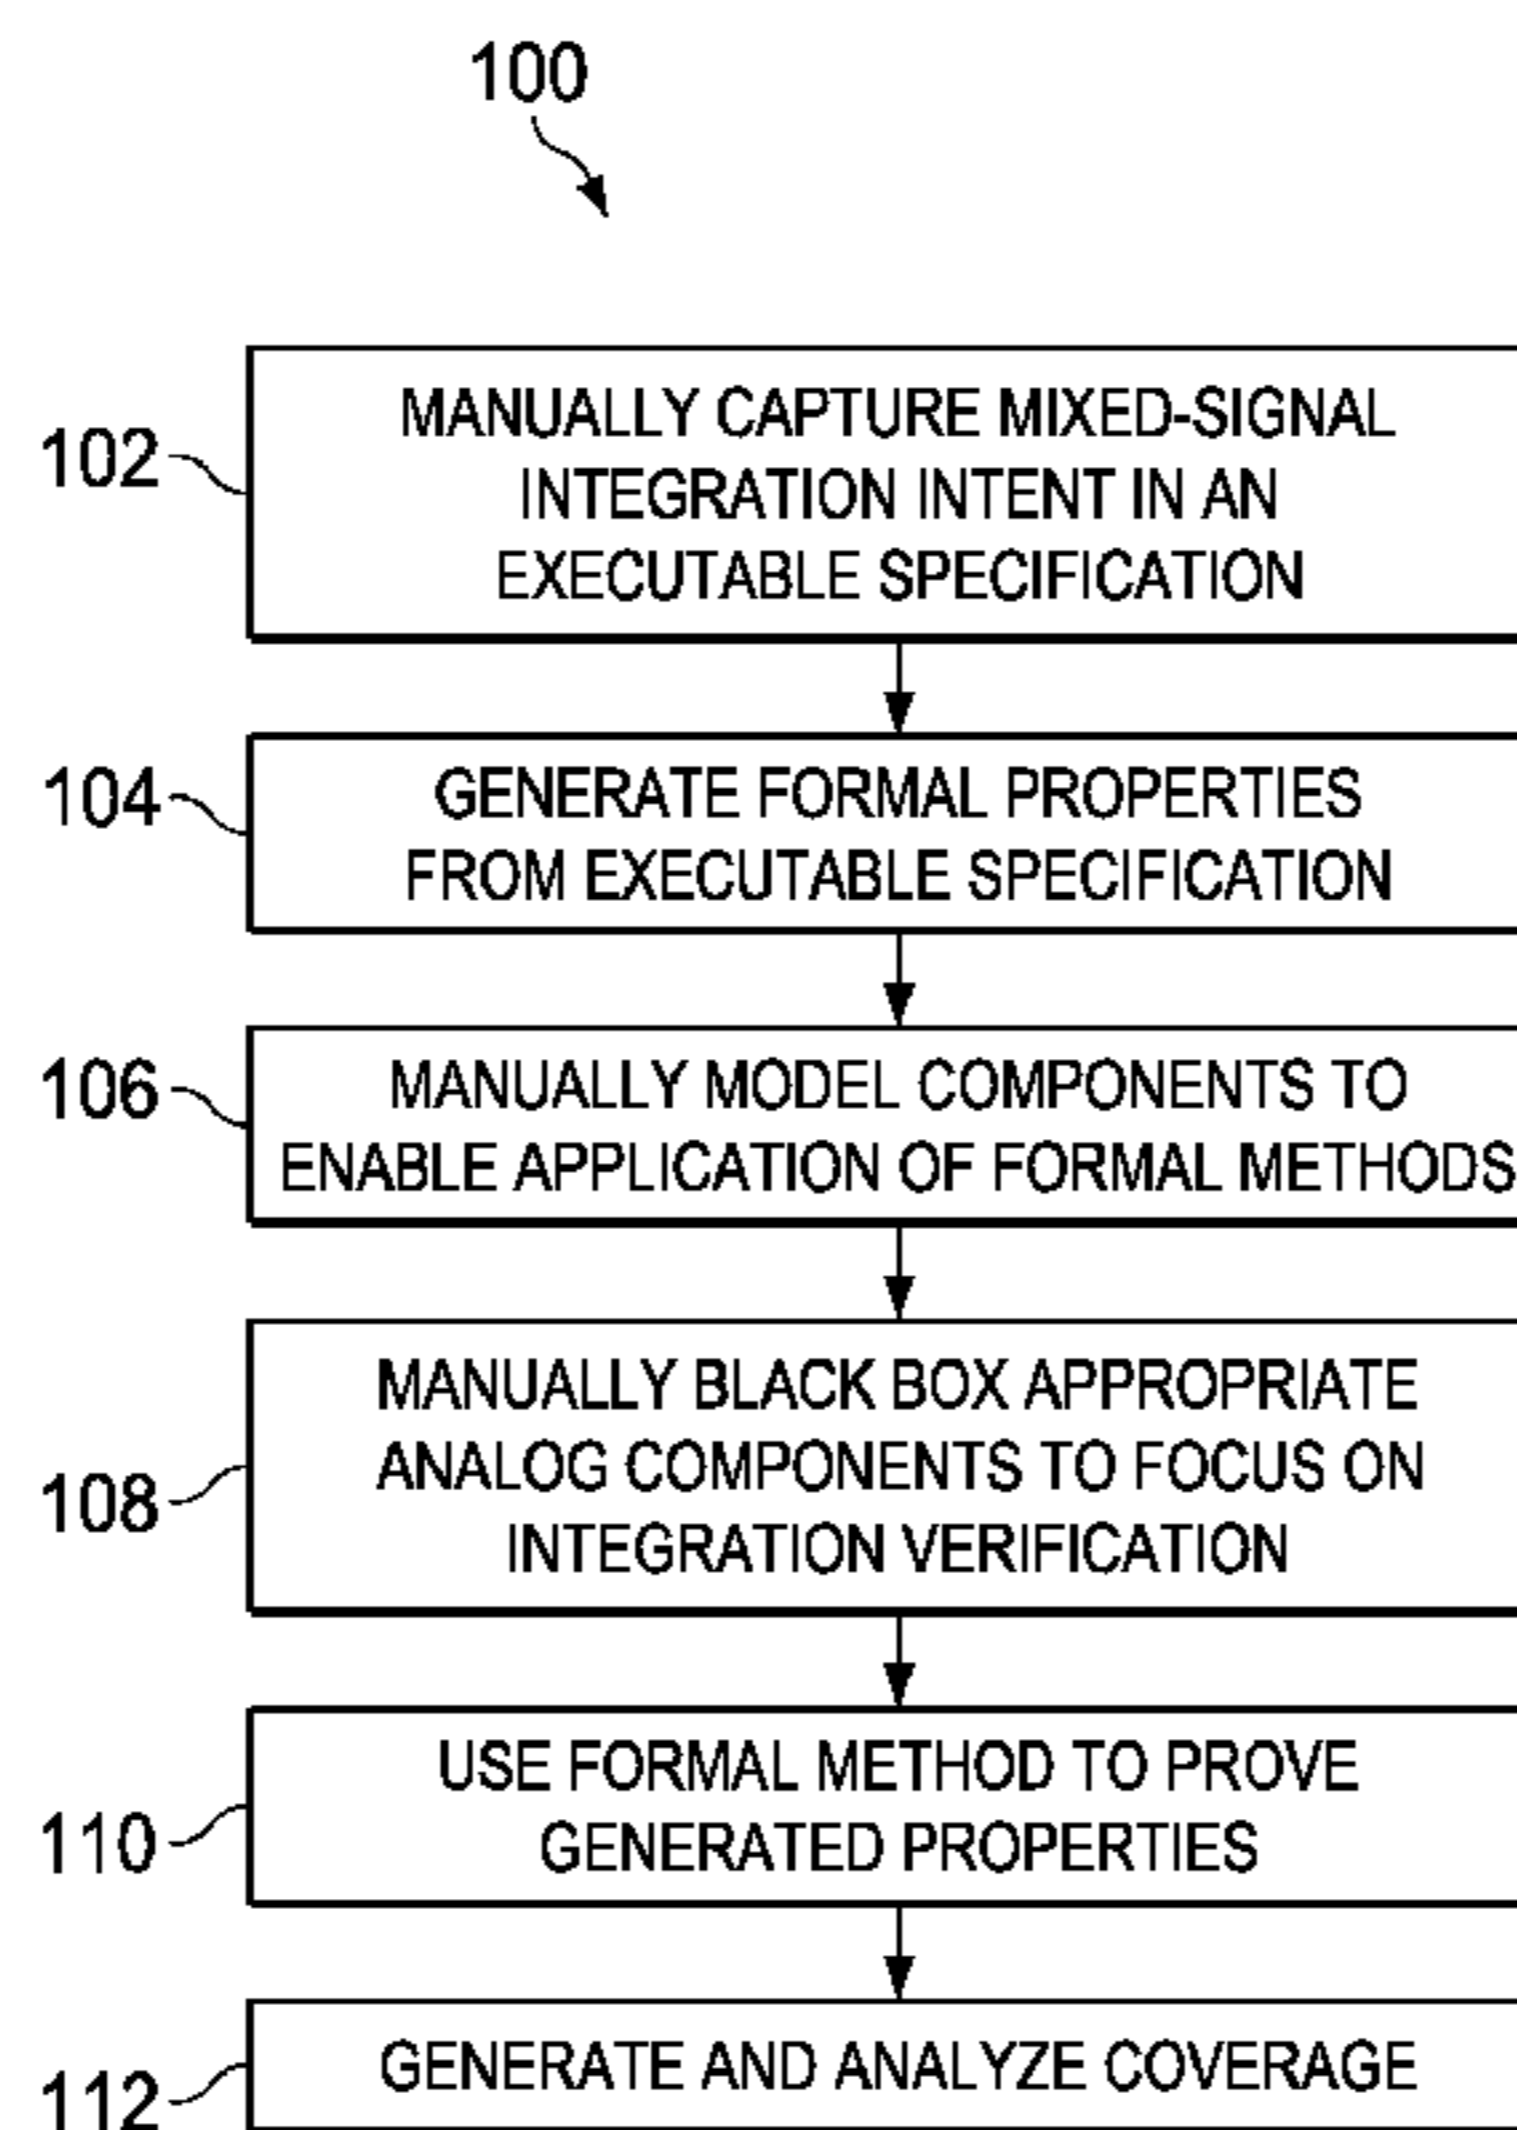 100
102
MANUALLY CAPTURE MIXED-SIGNAL
INTEGRATION INTENT IN AN
EXECUTABLE SPECIFICATION
104
GENERATE FORMAL PROPERTIES
FROM EXECUTABLE SPECIFICATION
106
MANUALLY MODEL COMPONENTS TO
ENABLE APPLICATION OF FORMAL METHODS
108
MANUALLY BLACK BOX APPROPRIATE
ANALOG COMPONENTS TO FOCUS ON
INTEGRATION VERIFICATION
110
USE FORMAL METHOD TO PROVE
GENERATED PROPERTIES
112
GENERATE AND ANALYZE COVERAGE